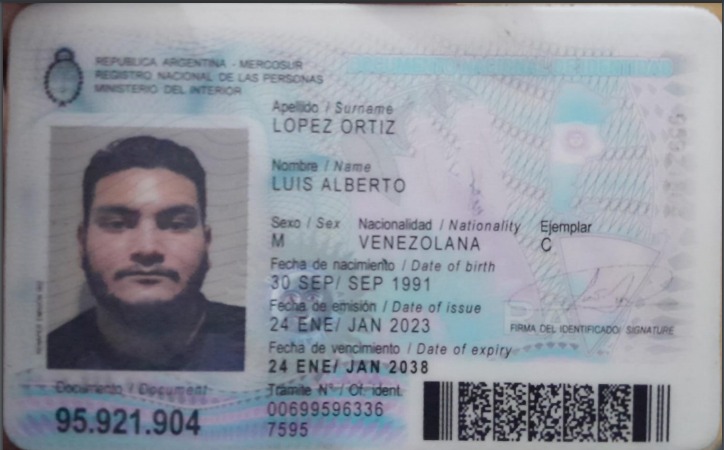 REPUBLICA ARGENTINA - MERCOSUR
REGISTRO NACIONAL DE LAS PERSONAS
MINISTERIO DEL INTERIOR
Apellido / Surname
LOPEZ ORTIZ
Nombre / Name
LUIS ALBERTO
Sexo / Sex Nacionalidad / Nationality Ejemplar
M VENEZOLANA C
Fecha de nacimiento / Date of birth
30 SEP/ SEP 1991
Fecha de emisión / Date of issue
24 ENE/ JAN 2023
FIRMA DEL IDENTIFICADO/ SIGNATURE
Fecha de vencimiento / Date of expiry
24 ENE/ JAN 2038
Documento / Document
95.921.904
Trámite N° / Of. ident.
00699596336
7595